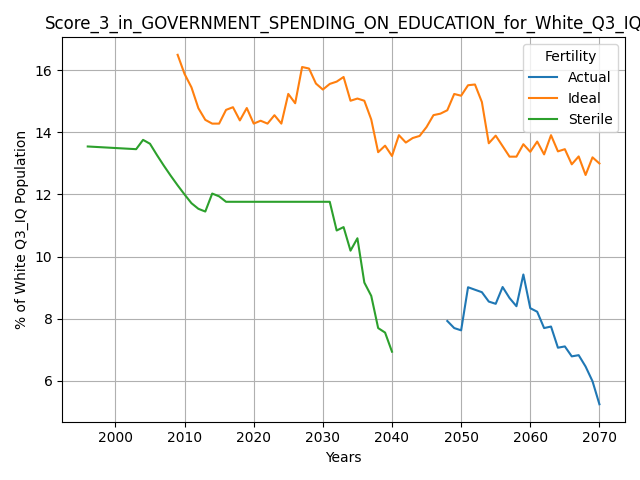 Score_3_in_GOVERNMENT_SPENDING_ON_EDUCATION_for_White_Q3_IQ
Fertility
Actual
Ideal
Sterile
% of White Q3_IQ Population
16
14
12
10
8
6
2000 2010 2020 2030 2040 2050 2060 2070
Years